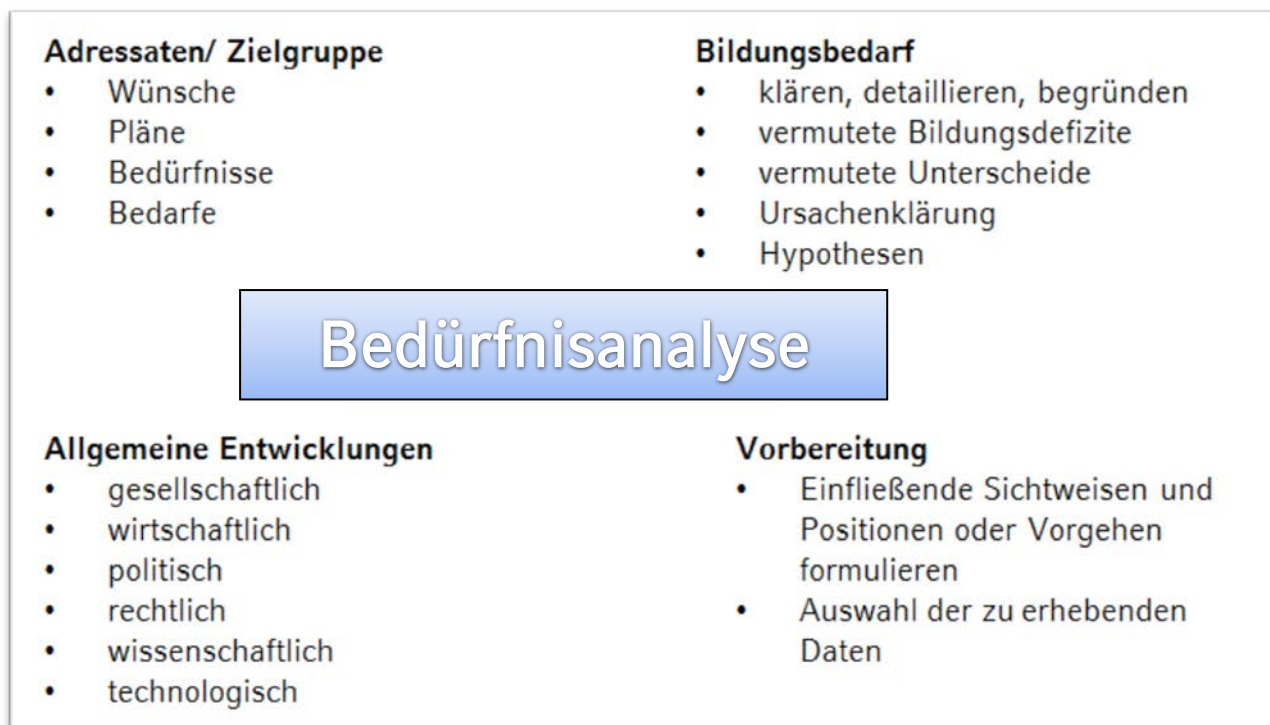 Adressaten/ Zielgruppe
• Wünsche
• Pläne
• Bedürfnisse
• Bedarfe
Bildungsbedarf
• klären, detaillieren, begründen
• vermutete Bildungsdefizite
• vermutete Unterscheide
• Ursachenklärung
• Hypothesen
Bedürfnisanalyse
Allgemeine Entwicklungen
• gesellschaftlich
• wirtschaftlich
• politisch
• rechtlich
• wissenschaftlich
• technologisch
Vorbereitung
• Einfließende Sichtweisen und
Positionen oder Vorgehen
formulieren
• Auswahl der zu erhebenden
Daten